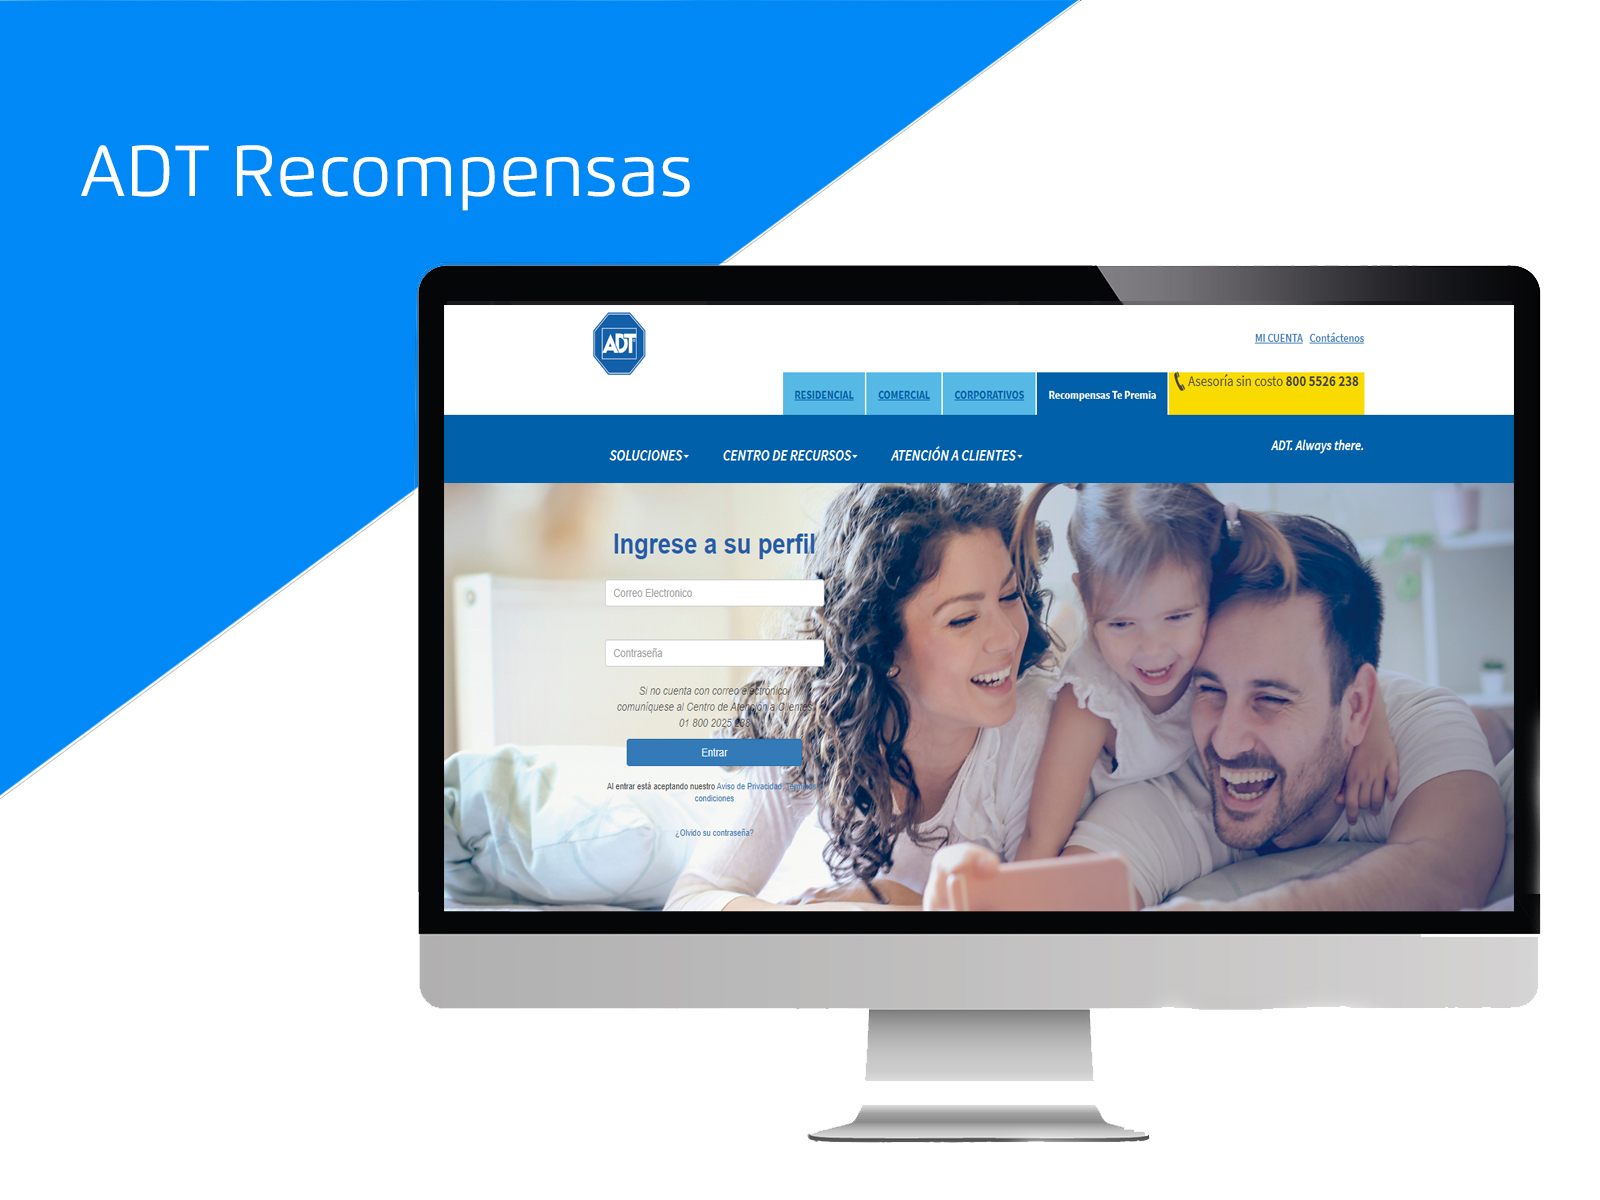 ADT Recompensas
ADT
MI CUENTA Contáctenos
RESIDENCIAL COMERCIAL CORPORATIVOS Recompensas Te Premia Asesoría sin costo 800 5526 238
SOLUCIONES CENTRO DE RECURSOS ATENCIÓN A CLIENTES ADT. Always there.
Ingrese a su perfil
Correo Electronico
Contraseña
Si no cuenta con correo electrónico
comuníquese al Centro de Atención a Clientes
01 800 2025 238
Entrar
Al entrar está aceptando nuestro Aviso de Privacidad,
condiciones
¿Olvido su contraseña?